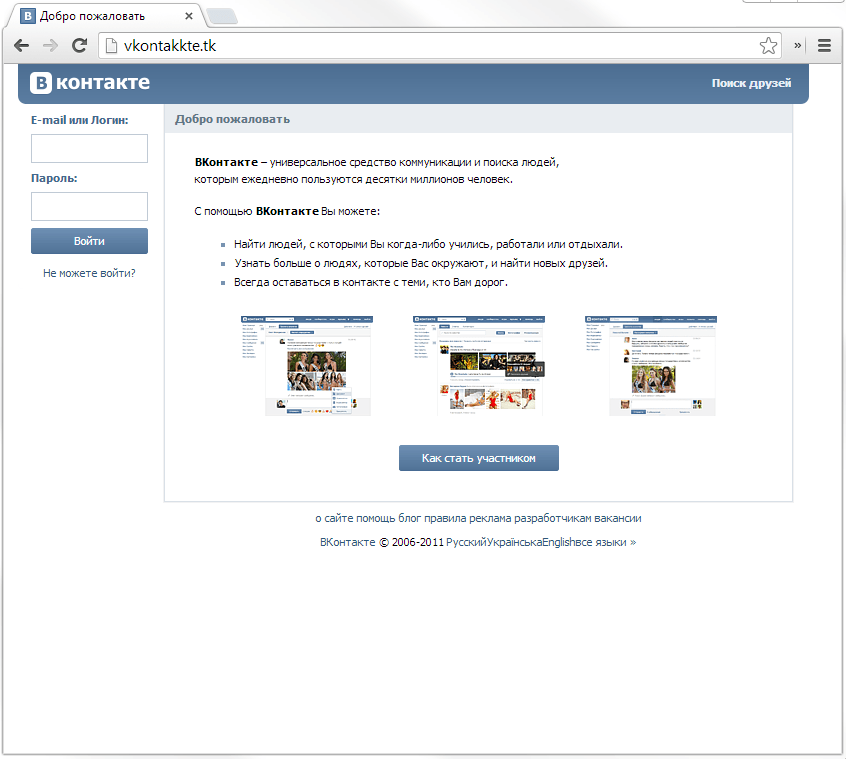 Добро пожаловать
vkontakkte.tk
В контакте
Поиск друзей
E-mail или Логин:
Пароль:
Войти
Не можете войти?
Добро пожаловать
ВКонтакте – универсальное средство коммуникации и поиска людей,
которым ежедневно пользуются десятки миллионов человек.
С помощью ВКонтакте Вы можете:
Найти людей, с которыми Вы когда-либо учились, работали или отдыхали.
Узнать больше о людях, которые Вас окружают, и найти новых друзей.
Всегда оставаться в контакте с теми, кто Вам дорог.
Как стать участником
о сайте помощь блог правила реклама разработчикам вакансии
ВКонтакте © 2006-2011 РусскийУкраїнськаEnglishвсе языки »